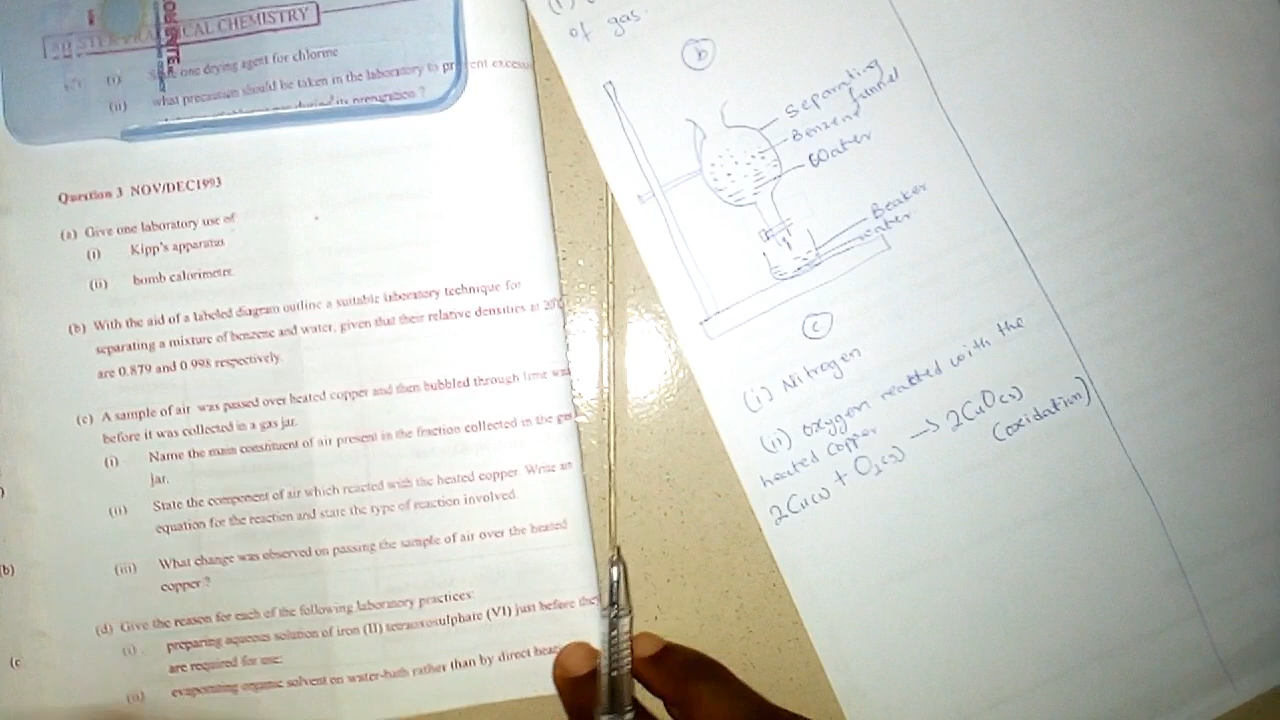 CAL CHEMISTRY
(i) one drying agent for chlorine
(ii) what precaution should be taken in the laboratory to pr ent excess
during its preparation ?
Question 3 NOV/DEC1993
(a) Give one laboratory use of
(i) Kipp's apparatus
(ii) bomb calorimeter.
(b) With the aid of a labeled diagram outline a suitable laboratory technique for
separating a mixture of benzene and water, given that their relative densities at 20
are 0.879 and 0.998 respectively.
(c) A sample of air was passed over heated copper and then bubbled through lime wat
before it was collected in a gas jar.
(i) Name the main constituent of air present in the fraction collected in the gas
jar.
(ii) State the component of air which reacted with the heated copper. Write an
equation for the reaction and state the type of reaction involved.
(iii) What change was observed on passing the sample of air over the heated
copper ?
(d) Give the reason for each of the following laboratory practices:
(i) preparing aqueous solution of iron (II) tetraoxosulphate (VI) just before they
are required for use;
(ii) evaporating organic solvent on water-bath rather than by direct hea
(b)
(c
of gas.
(b)
Separating
funnel
Benzene
Water
Beaker
water
(c)
(i) Nitrogen
(ii) oxygen reacted with the
heated copper
2Cu(s) + O2(s) → 2CuO(s)
(oxidation)